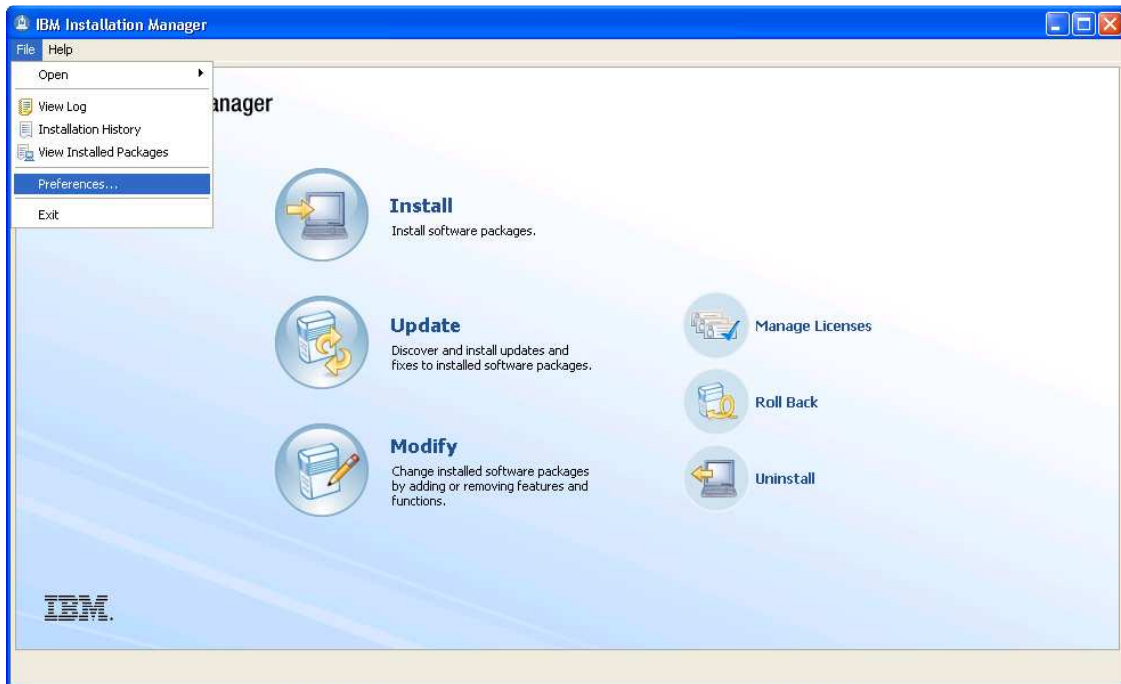 IBM Installation Manager
File Help
Open
View Log
Installation History
View Installed Packages
Preferences...
Exit
anager
Install
Install software packages.
Update
Discover and install updates and
fixes to installed software packages.
Modify
Change installed software packages
by adding or removing features and
functions.
Manage Licenses
Roll Back
Uninstall
IBM.